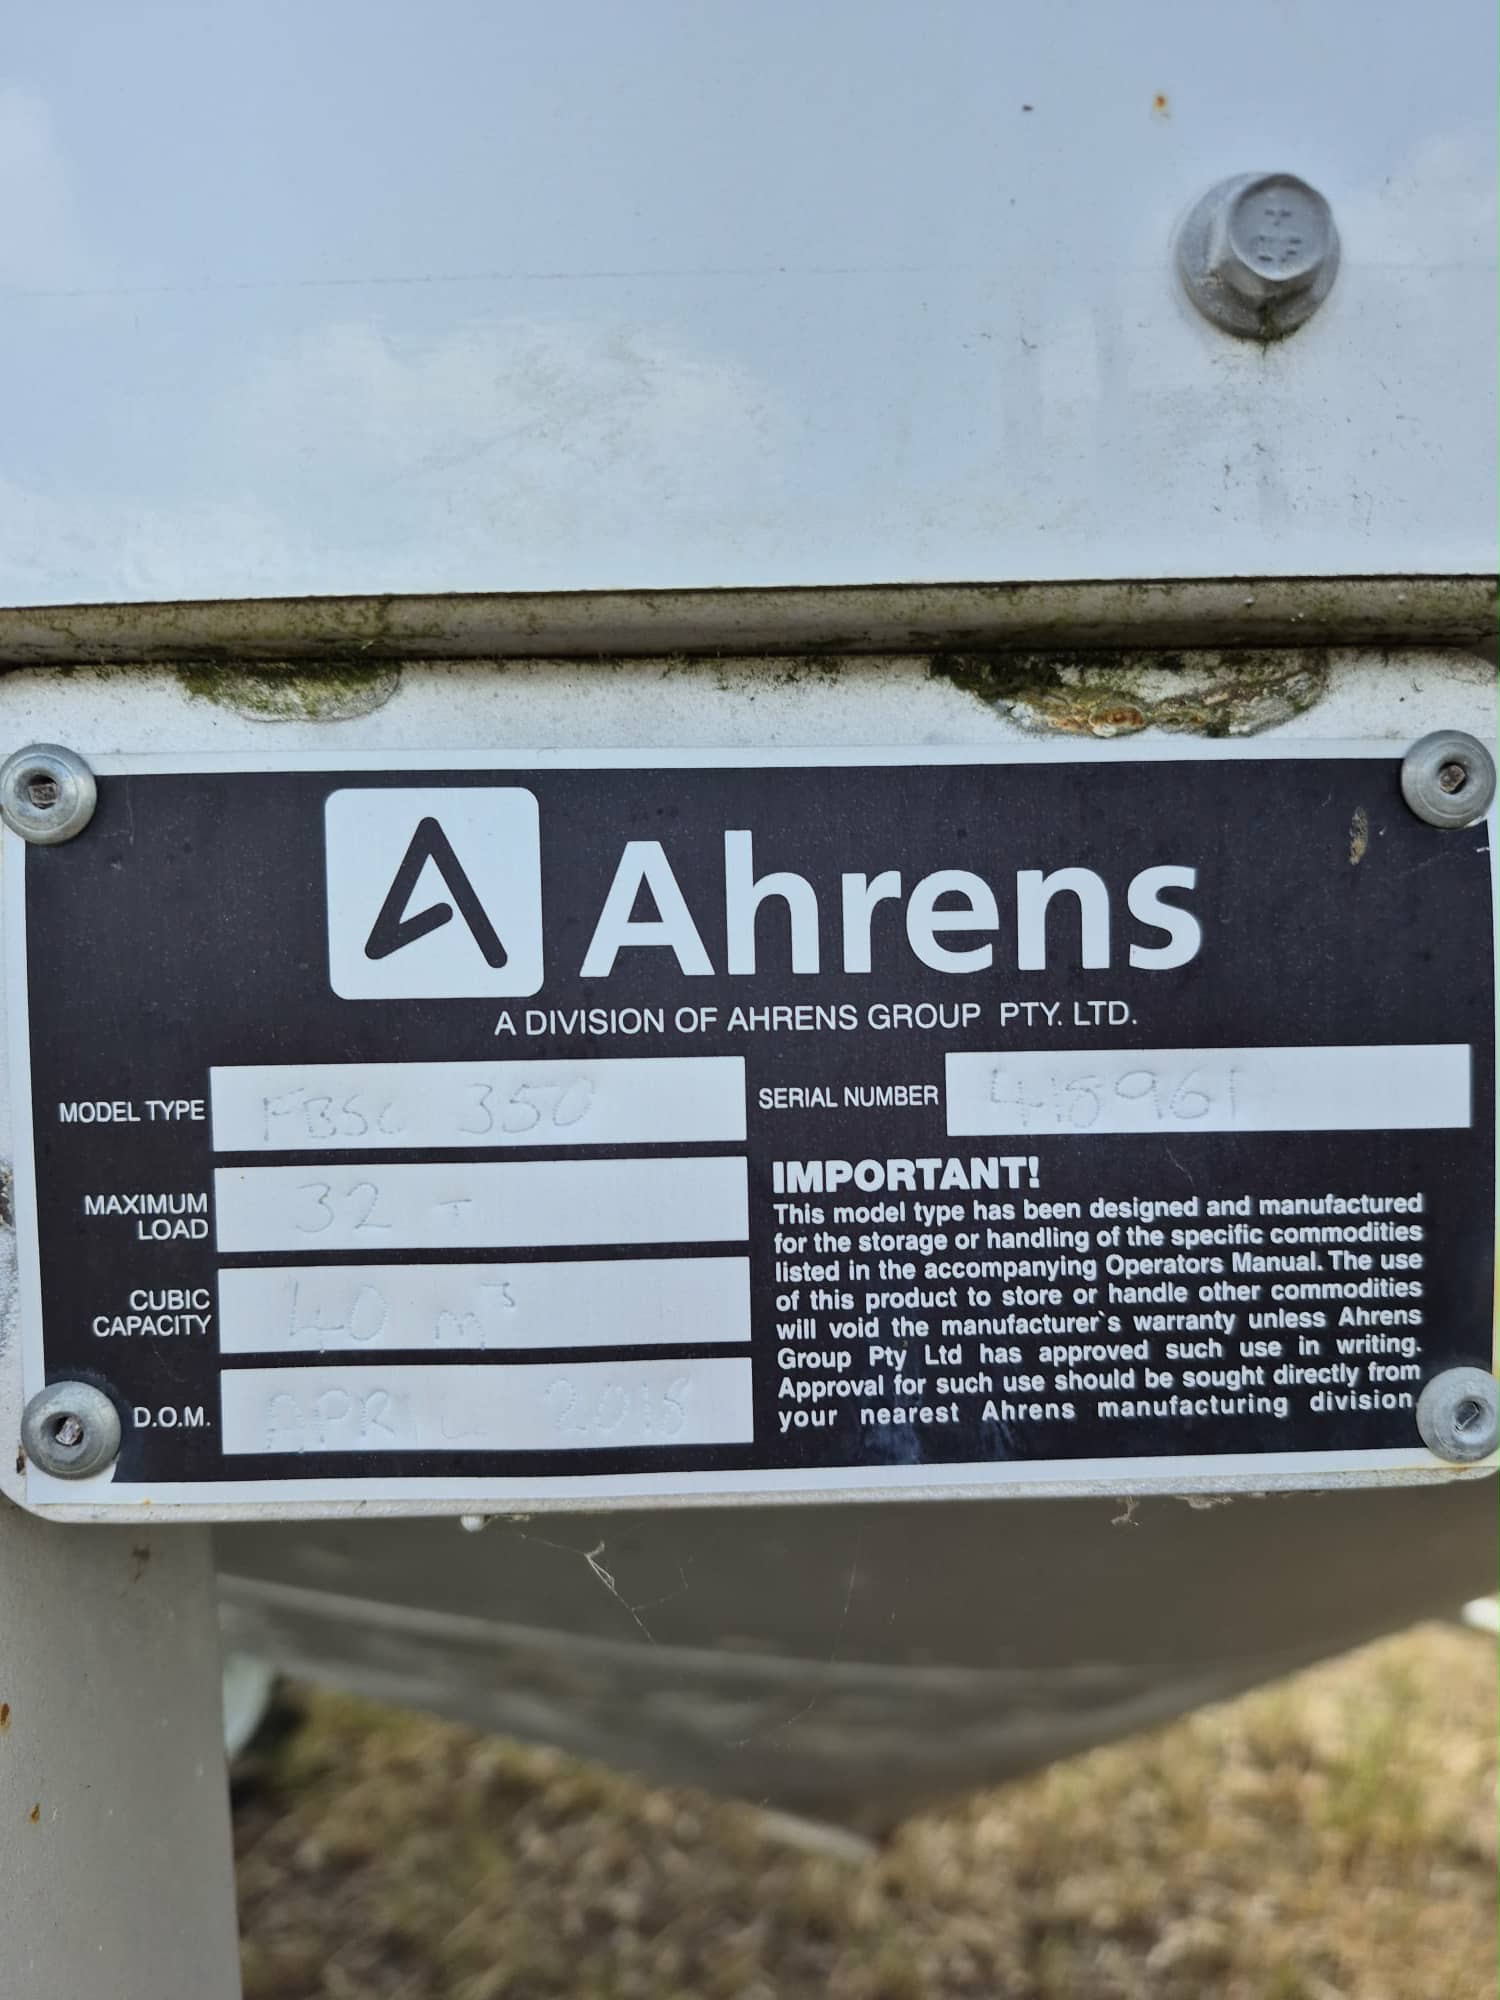 Ahrens
A DIVISION OF AHRENS GROUP PTY. LTD.
MODEL TYPE FBSC 350
SERIAL NUMBER 418961
MAXIMUM
LOAD
32 T
CUBIC
CAPACITY
40 m³
D.O.M. APRIL 2018
IMPORTANT!
This model type has been designed and manufactured
for the storage or handling of the specific commodities
listed in the accompanying Operators Manual. The use
of this product to store or handle other commodities
will void the manufacturer`s warranty unless Ahrens
Group Pty Ltd has approved such use in writing.
Approval for such use should be sought directly from
your nearest Ahrens manufacturing division.